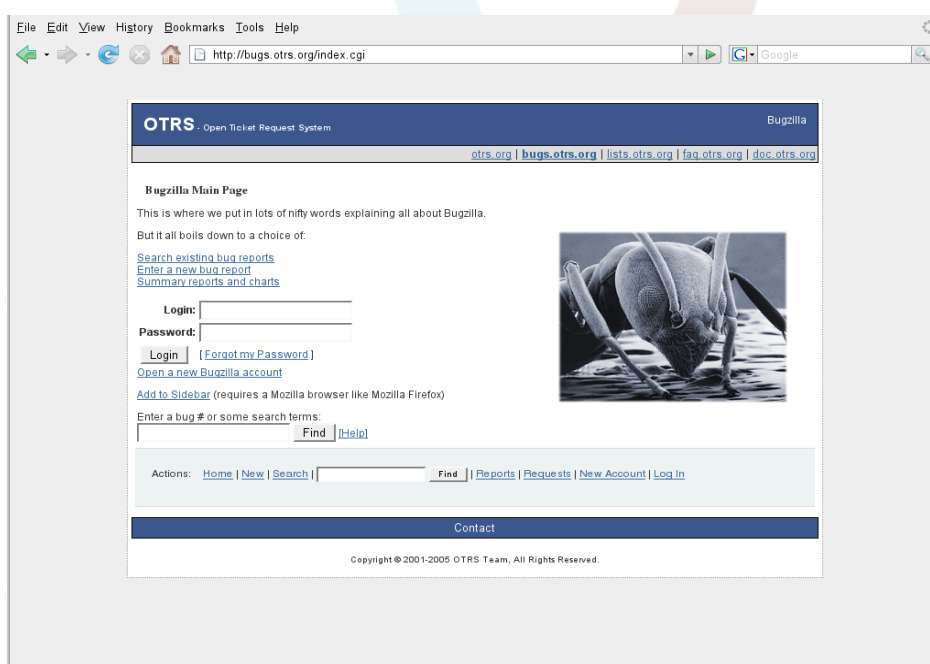 File Edit View History Bookmarks Tools Help
http://bugs.otrs.org/index.cgi G Google
OTRS - Open Ticket Request System Bugzilla
otrs.org | bugs.otrs.org | lists.otrs.org | faq.otrs.org | doc.otrs.org
Bugzilla Main Page
This is where we put in lots of nifty words explaining all about Bugzilla.
But it all boils down to a choice of:
Search existing bug reports
Enter a new bug report
Summary reports and charts
Login:
Password:
Login [ Forgot my Password ]
Open a new Bugzilla account
Add to Sidebar (requires a Mozilla browser like Mozilla Firefox)
Enter a bug # or some search terms:
Find [Help]
Actions: Home | New | Search | Find | Reports | Requests | New Account | Log In
Contact
Copyright © 2001-2005 OTRS Team, All Rights Reserved.